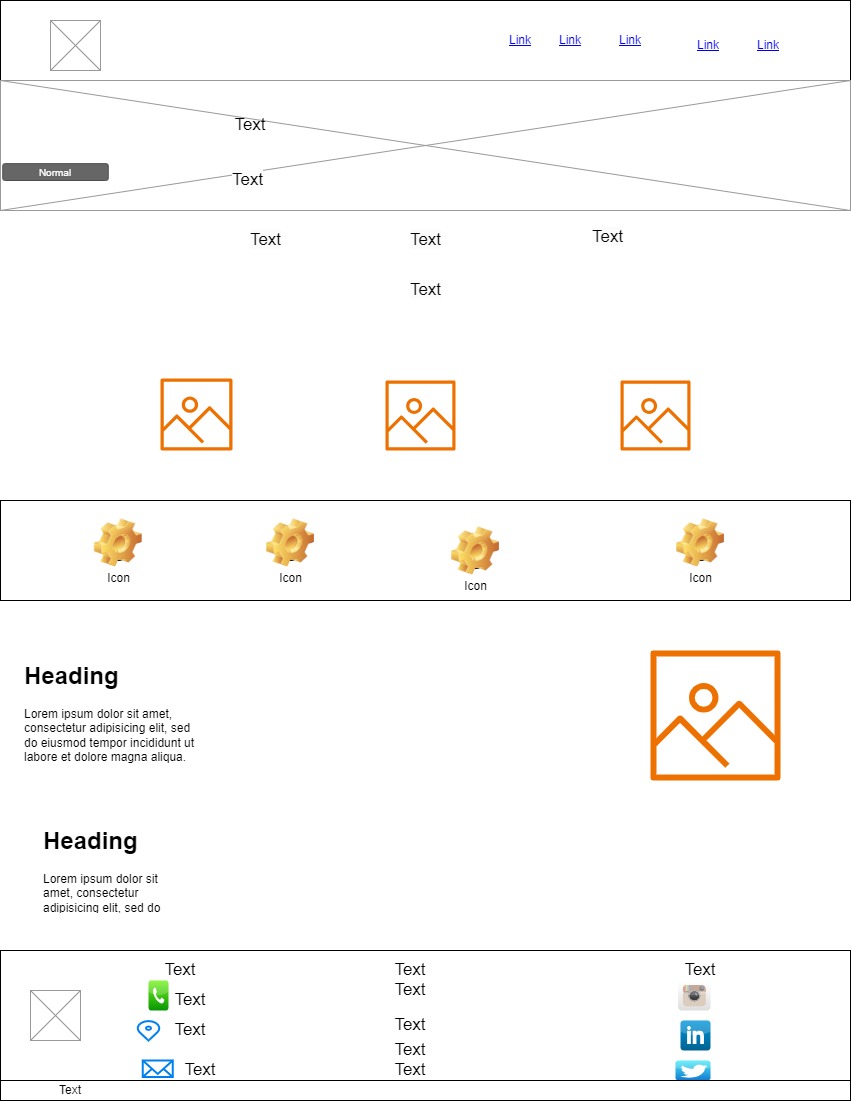 Link
Link
Link
Link
Link
Text
Normal
Text
Text
Text
Text
Text
Icon
Icon
Icon
Icon
Heading
Lorem ipsum dolor sit amet,
consectetur adipisicing elit, sed
do eiusmod tempor incididunt ut
labore et dolore magna aliqua.
Heading
Lorem ipsum dolor sit
amet, consectetur
adipisicing elit, sed do
Text
Text
Text
Text
Text
Text
Text
Text
Text
Text
in
Text
Text